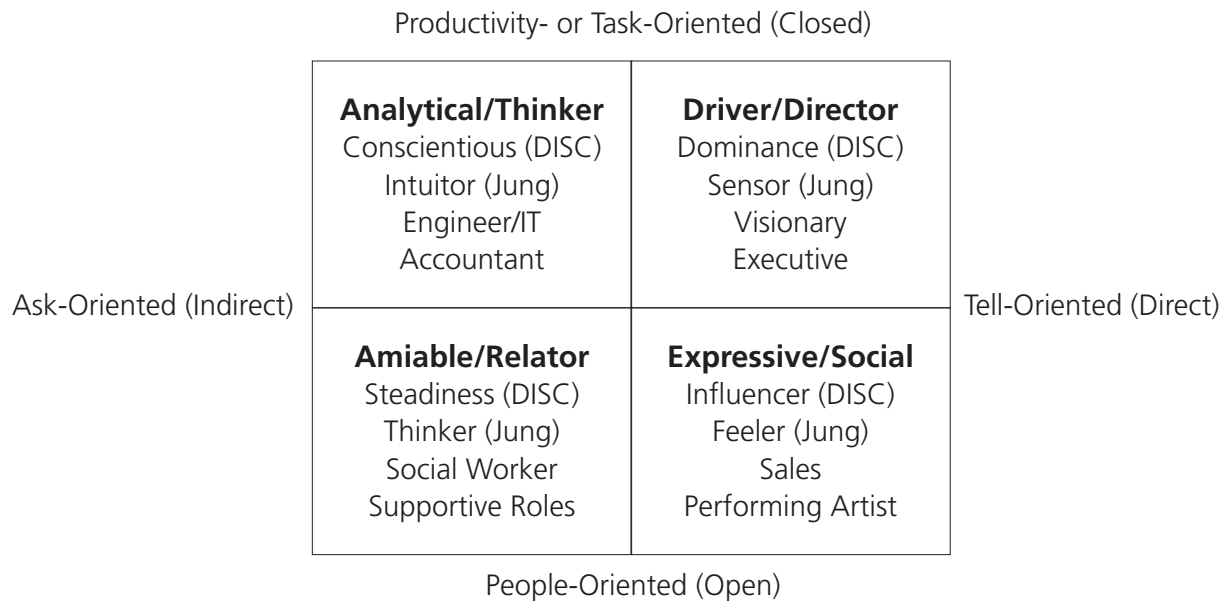 Productivity- or Task-Oriented (Closed)
Analytical/Thinker
Conscientious (DISC)
Intuitor (Jung)
Engineer/IT
Accountant
Driver/Director
Dominance (DISC)
Sensor (Jung)
Visionary
Executive
Ask-Oriented (Indirect)
Tell-Oriented (Direct)
Amiable/Relator
Steadiness (DISC)
Thinker (Jung)
Social Worker
Supportive Roles
Expressive/Social
Influencer (DISC)
Feeler (Jung)
Sales
Performing Artist
People-Oriented (Open)